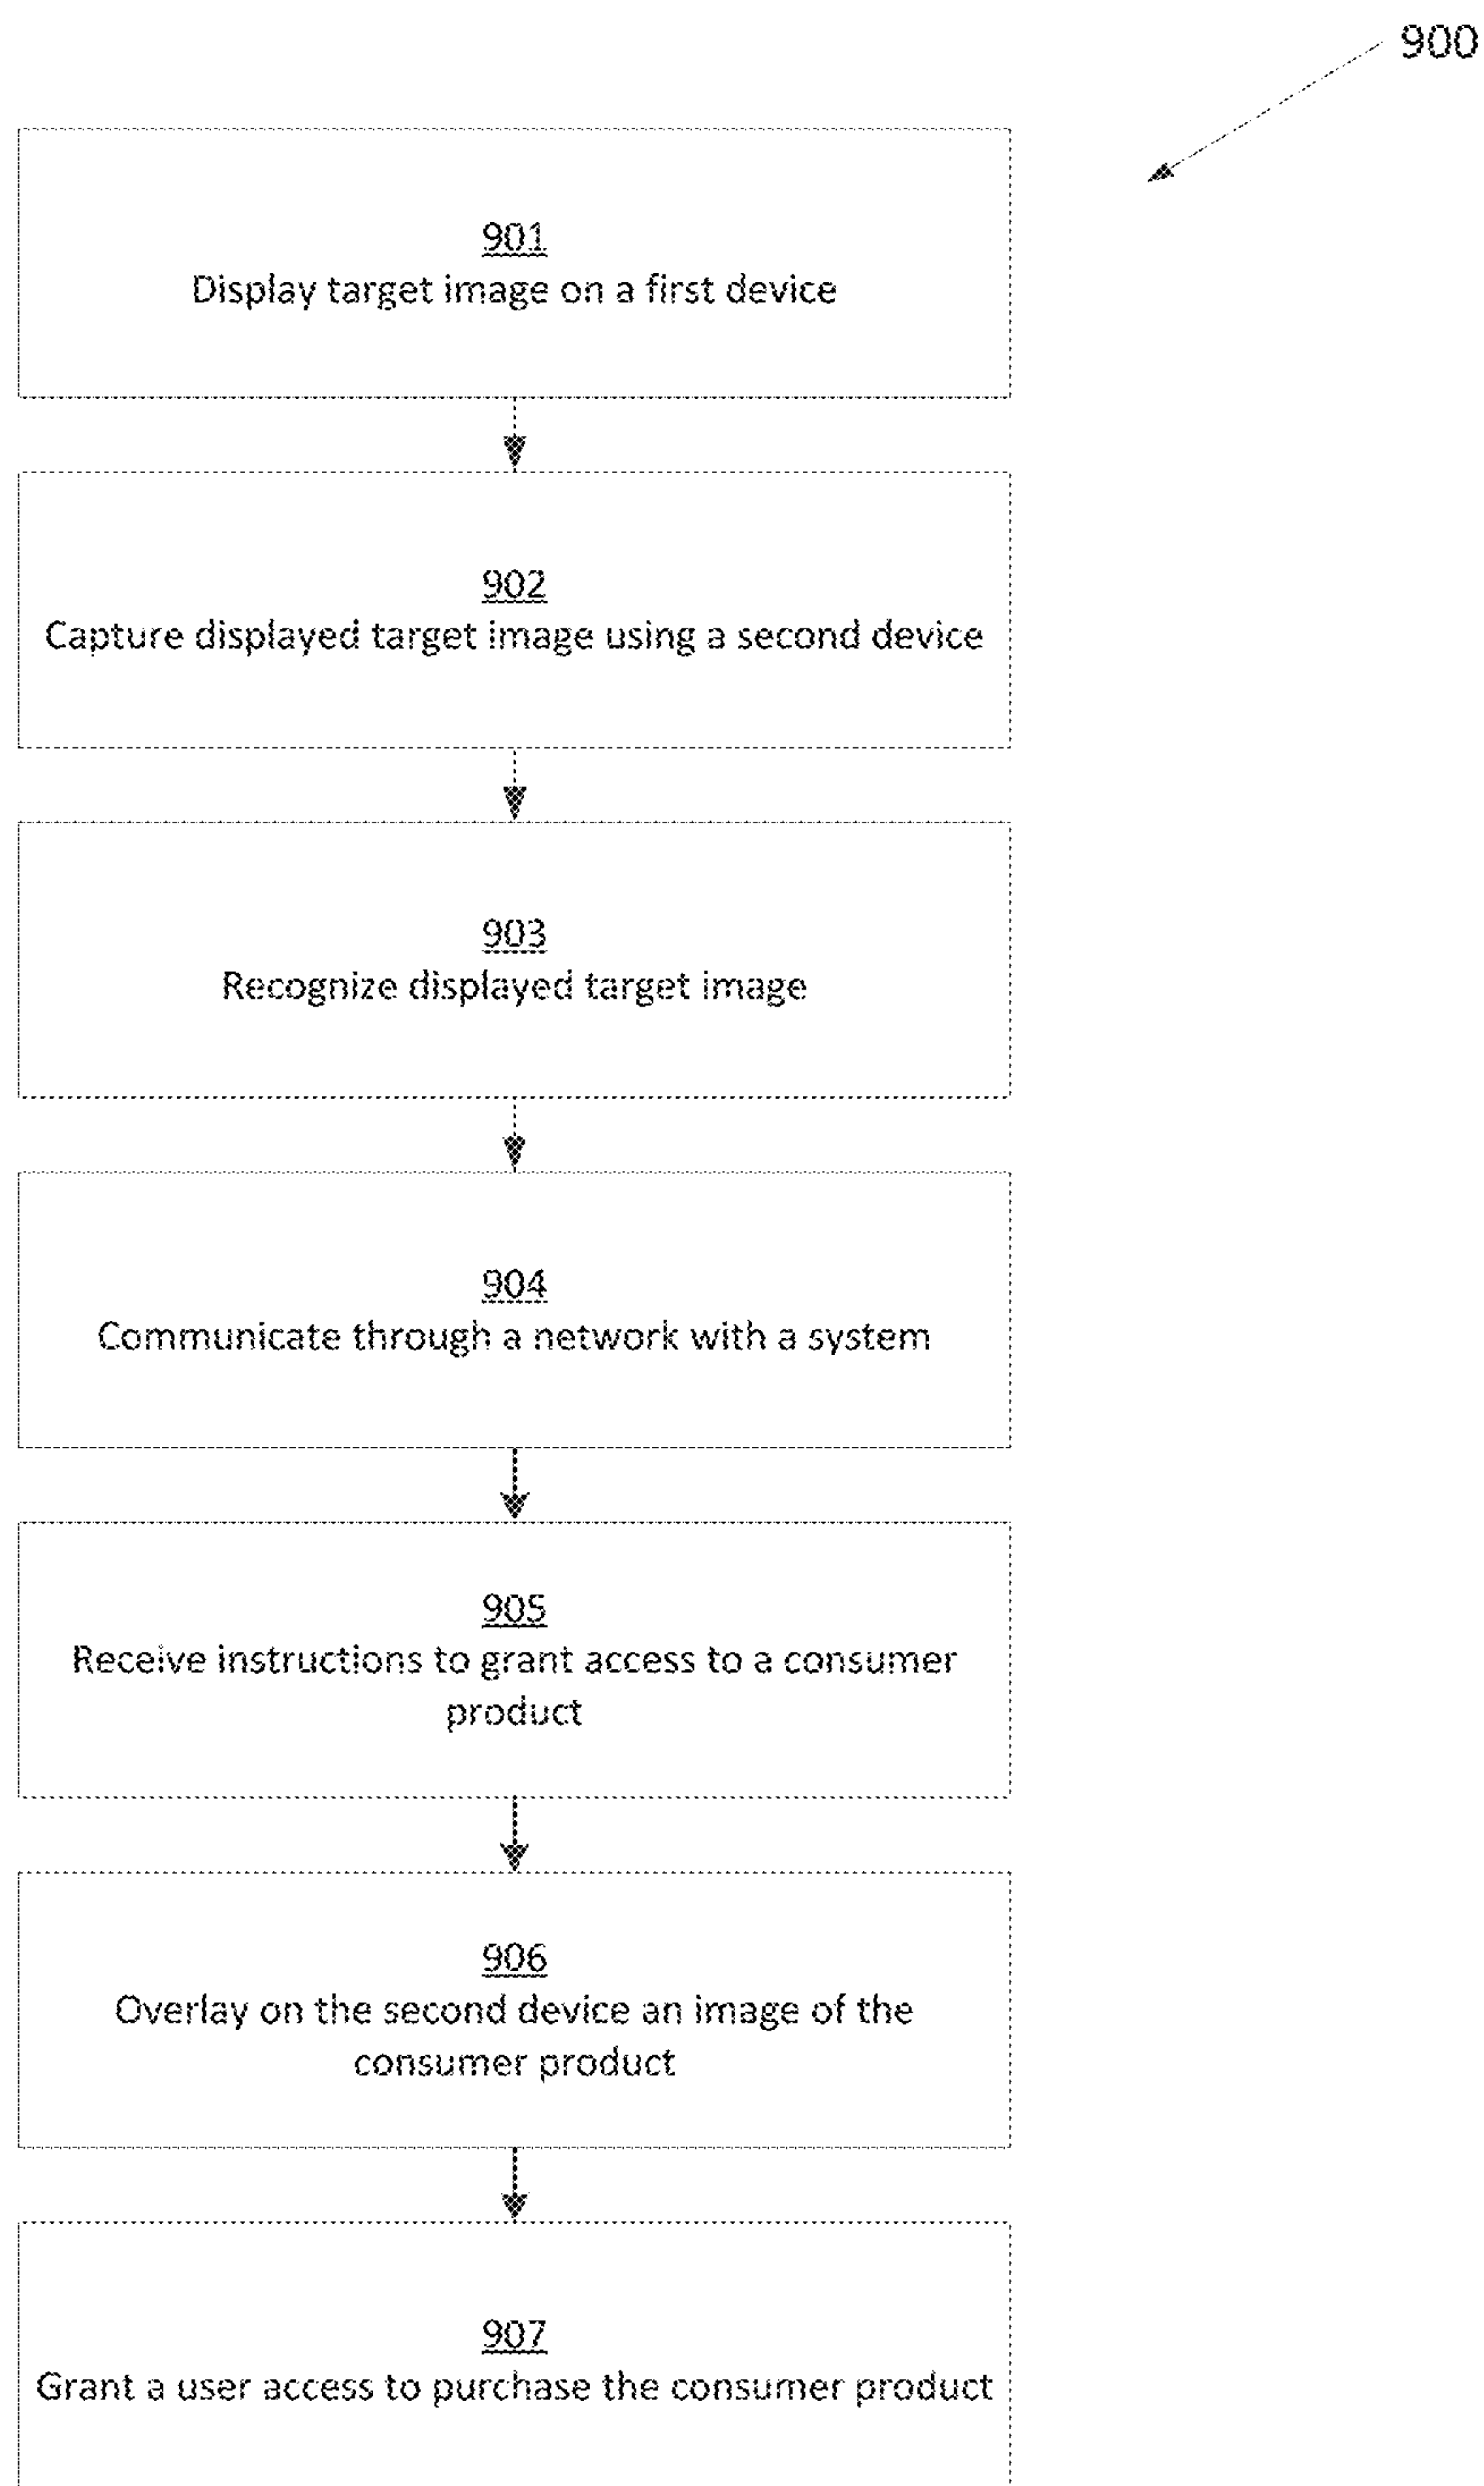 900
901
Display target image on a first device
902
Capture displayed target image using a second device
903
Recognize displayed target image
904
Communicate through a network with a system
905
Receive instructions to grant access to a consumer
product
906
Overlay on the second device an image of the
consumer product
907
Grant a user access to purchase the consumer product